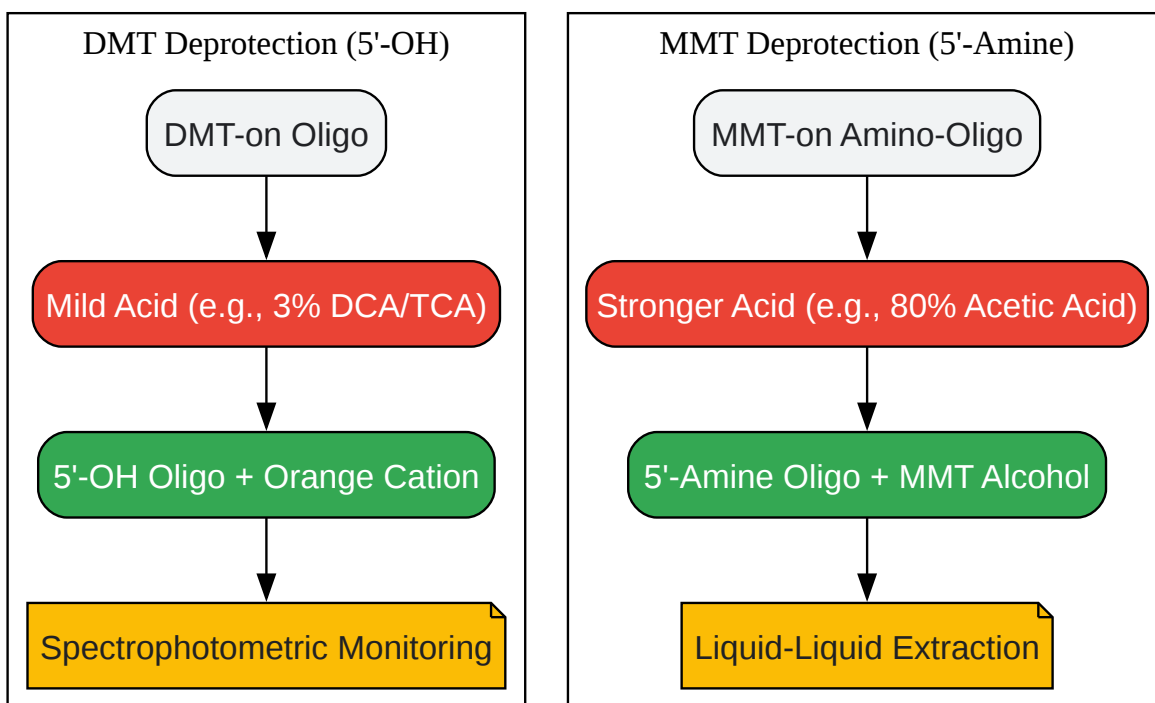 DMT Deprotection (5'-OH)
DMT-on Oligo
Mild Acid (e.g., 3% DCA/TCA)
5'-OH Oligo + Orange Cation
Spectrophotometric Monitoring
MMT Deprotection (5'-Amine)
MMT-on Amino-Oligo
Stronger Acid (e.g., 80% Acetic Acid)
5'-Amine Oligo + MMT Alcohol
Liquid-Liquid Extraction